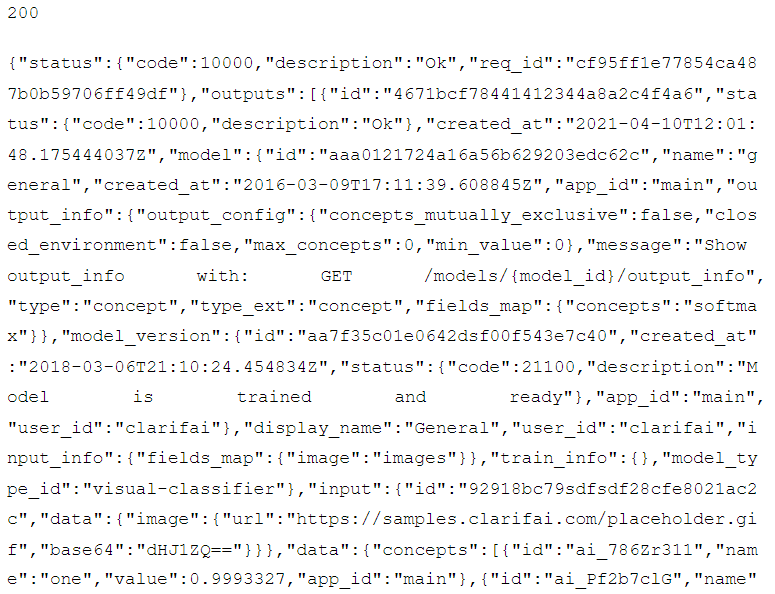 200
{"status":{"code":10000,"description":"Ok","req_id":"cf95ff1e77854ca48
7b0b59706ff49df"},"outputs":[{"id":"4671bcf78441412344a8a2c4f4a6","sta
tus":{"code":10000,"description":"Ok"},"created_at":"2021-04-10T12:01:
48.175444037Z","model":{"id":"aaa0121724a16a56b629203edc62c","name":"g
eneral","created_at":"2016-03-09T17:11:39.608845Z","app_id":"main","ou
tput_info":{"output_config":{"concepts_mutually_exclusive":false,"clos
ed_environment":false,"max_concepts":0,"min_value":0},"message":"Show
output_info with: GET /models/{model_id}/output_info",
"type":"concept","type_ext":"concept","fields_map":{"concepts":"softma
x"}},"model_version":{"id":"aa7f35c01e0642dsf00f543e7c40","created_at"
:"2018-03-06T21:10:24.454834Z","status":{"code":21100,"description":"M
odel is trained and ready"},"app_id":"main",
"user_id":"clarifai"},"display_name":"General","user_id":"clarifai","i
nput_info":{"fields_map":{"image":"images"}},"train_info":{},"model_ty
pe_id":"visual-classifier"},"input":{"id":"92918bc79sdfsdf28cfe8021ac2
c","data":{"image":{"url":"https://samples.clarifai.com/placeholder.gi
f","base64":"dHJ1ZQ=="}}},"data":{"concepts":[{"id":"ai_786Zr311","nam
e":"one","value":0.9993327,"app_id":"main"},{"id":"ai_Pf2b7clG","name"